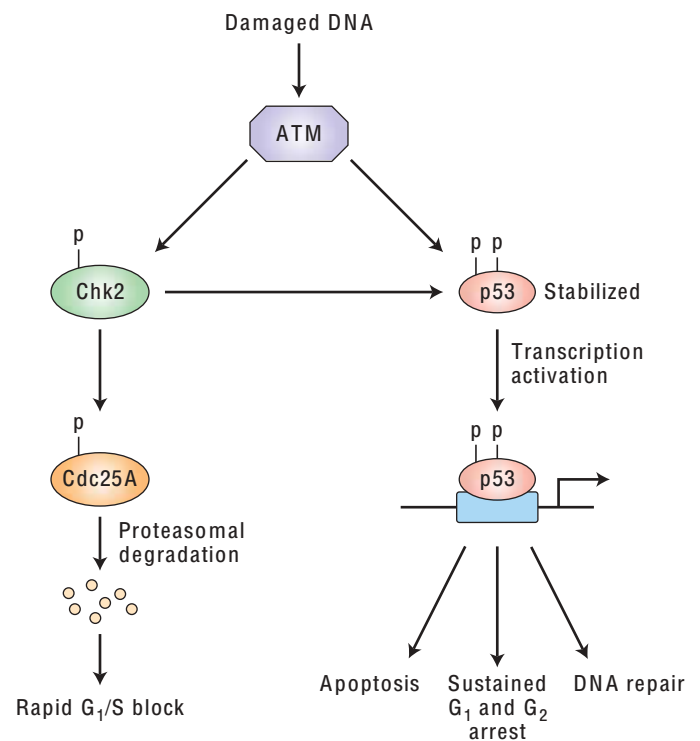 Damaged DNA
ATM
p
Chk2
p p
p53 Stabilized
Transcription
activation
p
Cdc25A
p p
p53
Proteasomal
degradation
Apoptosis
Sustained
G₁ and G₂
arrest
DNA repair
Rapid G₁/S block